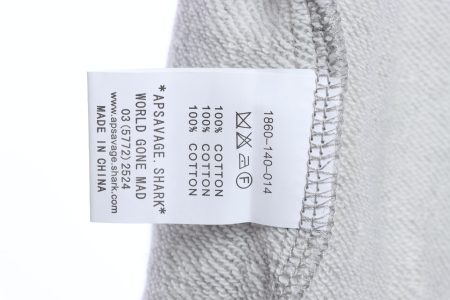 1860-140-014
F
100% COTTON
100% COTTON
100% COTTON
*APSAVAGE. SHARK*
WORLD GONE MAD
03 (5772) 2524
www.apsavage.shark.com
MADE IN CHINA